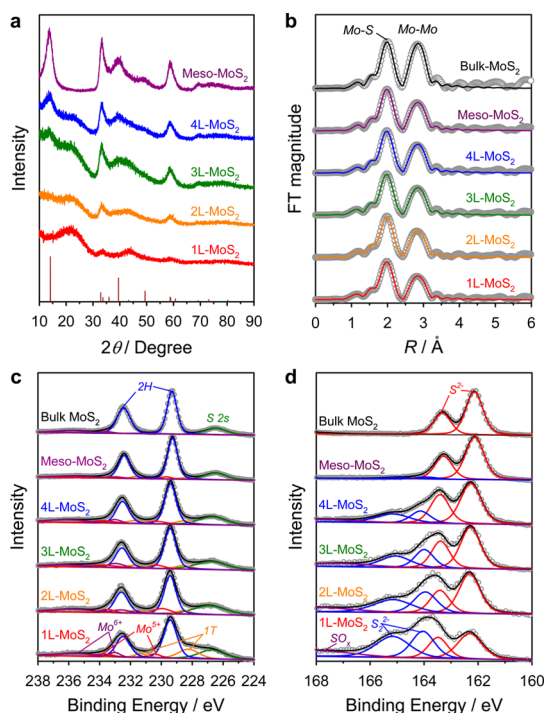 a
Meso-MoS2
4L-MoS2
3L-MoS2
2L-MoS2
1L-MoS2
Intensity
10 20 30 40 50 60 70 80 90
2θ / Degree
b
Mo-S Mo-Mo
Bulk-MoS2
Meso-MoS2
4L-MoS2
3L-MoS2
2L-MoS2
1L-MoS2
FT magnitude
0 1 2 3 4 5 6
R / Å
c
2H
S 2s
Bulk MoS2
Meso-MoS2
4L-MoS2
3L-MoS2
2L-MoS2
1L-MoS2
Mo6+ Mo5+ 1T
Intensity
238 236 234 232 230 228 226 224
Binding Energy / eV
d
S2-
Bulk MoS2
Meso-MoS2
4L-MoS2
3L-MoS2
2L-MoS2
1L-MoS2
SOx S22-
Intensity
168 166 164 162 160
Binding Energy / eV